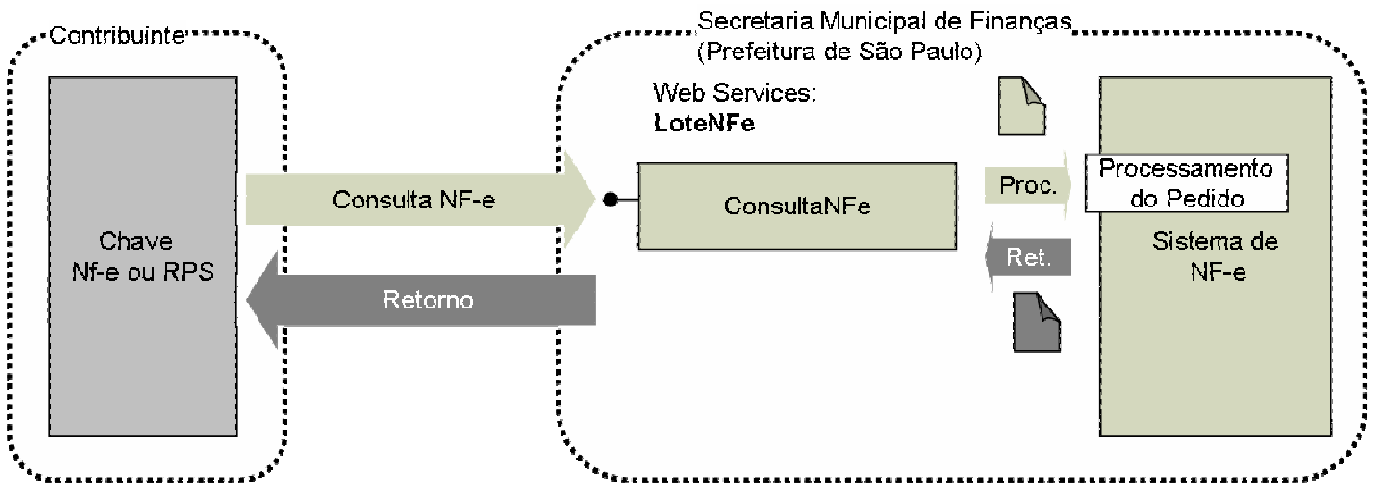 Contribuinte
Secretaria Municipal de Finanças
(Prefeitura de São Paulo)
Web Services:
LoteNFe
Chave
Nf-e ou RPS
Consulta NF-e
Retorno
ConsultaNFe
Proc.
Ret.
Processamento
do Pedido
Sistema de
NF-e